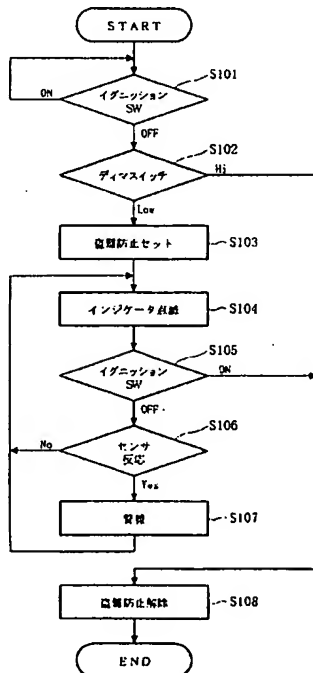 START
S101
ON
イグニッション
SW
OFF
S102
ディマスイッチ
Hi
Low
盗難防止セット
S103
インジケータ点滅
S104
S105
イグニッション
SW
ON
OFF
S106
No
センサ
反応
Yes
警報
S107
盗難防止解除
S108
END